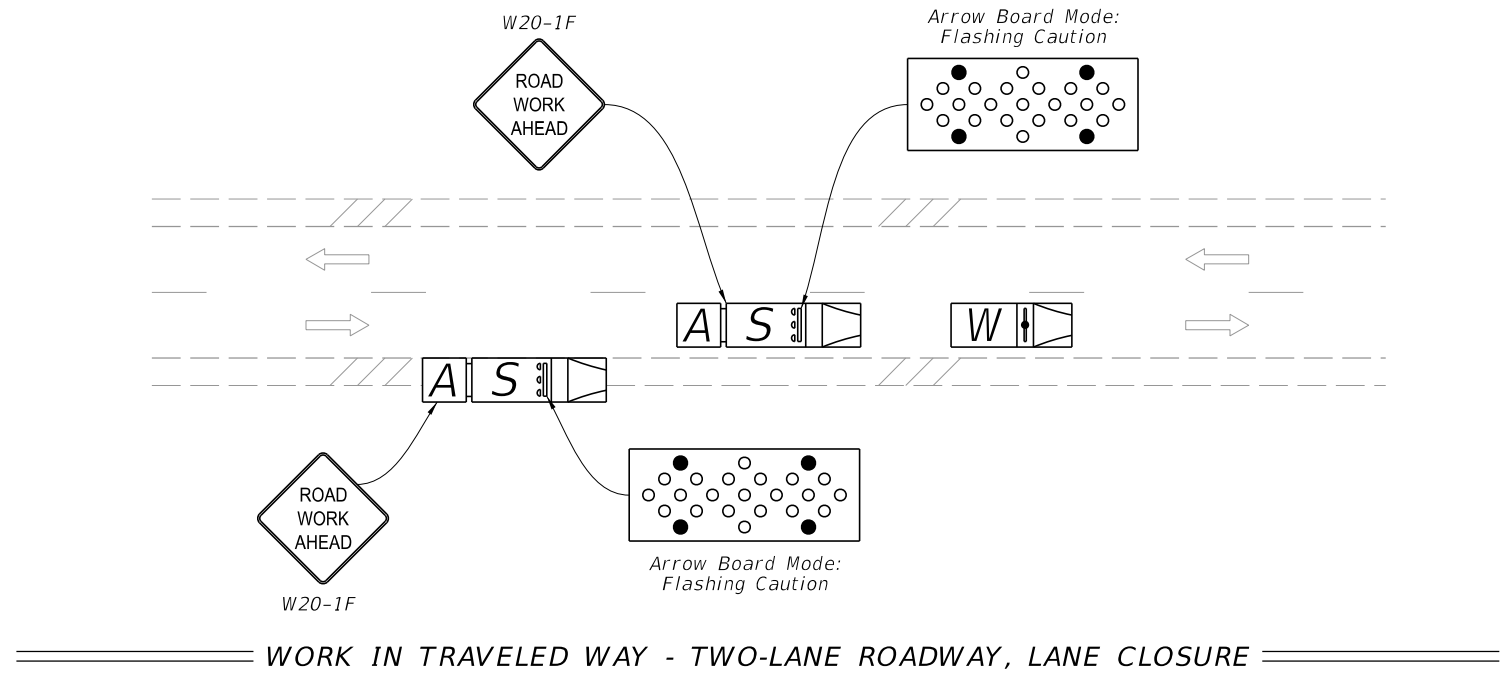 W20-1F
ROAD
WORK
AHEAD
Arrow Board Mode:
Flashing Caution
A S
W
A S
ROAD
WORK
AHEAD
W20-1F
Arrow Board Mode:
Flashing Caution
WORK IN TRAVELED WAY - TWO-LANE ROADWAY, LANE CLOSURE